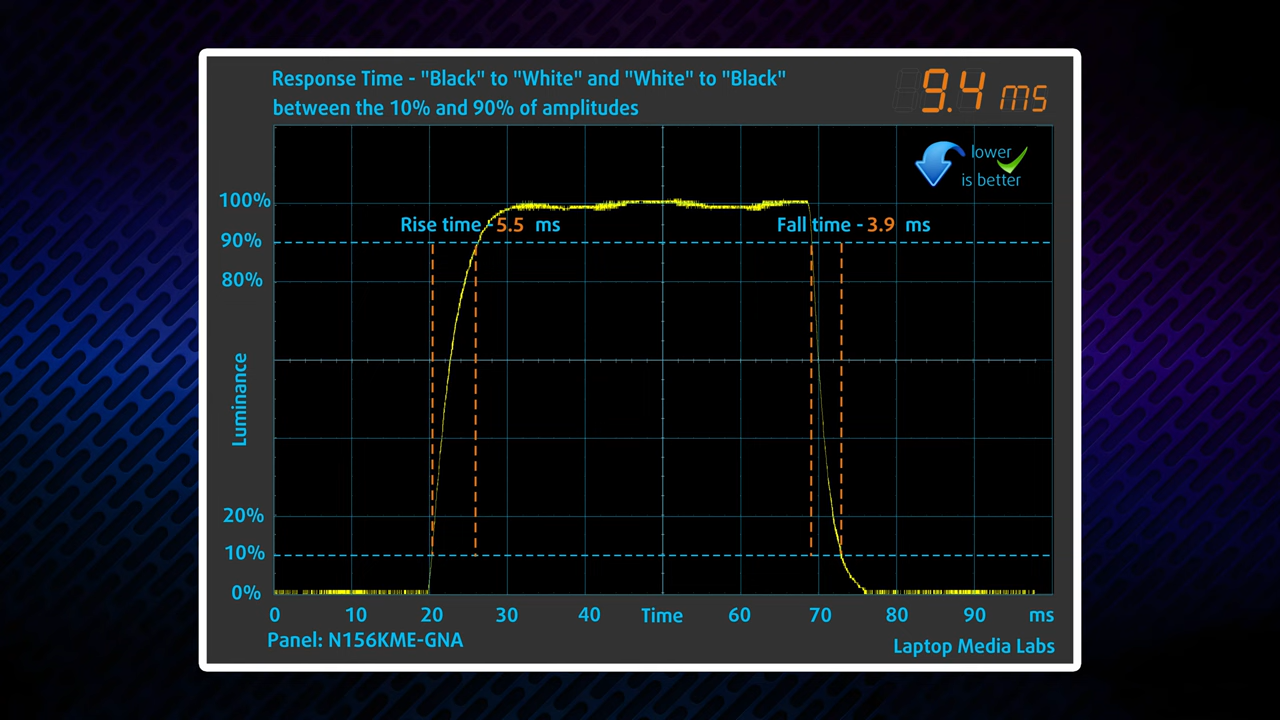 Response Time - "Black" to "White" and "White" to "Black"
between the 10% and 90% of amplitudes
9.4 ms
lower
is better
100%
Rise time - 5.5 ms
Fall time - 3.9 ms
90%
80%
Luminance
20%
10%
0%
0 10 20 30 40 Time 60 70 80 90 ms
Panel: N156KME-GNA
Laptop Media Labs